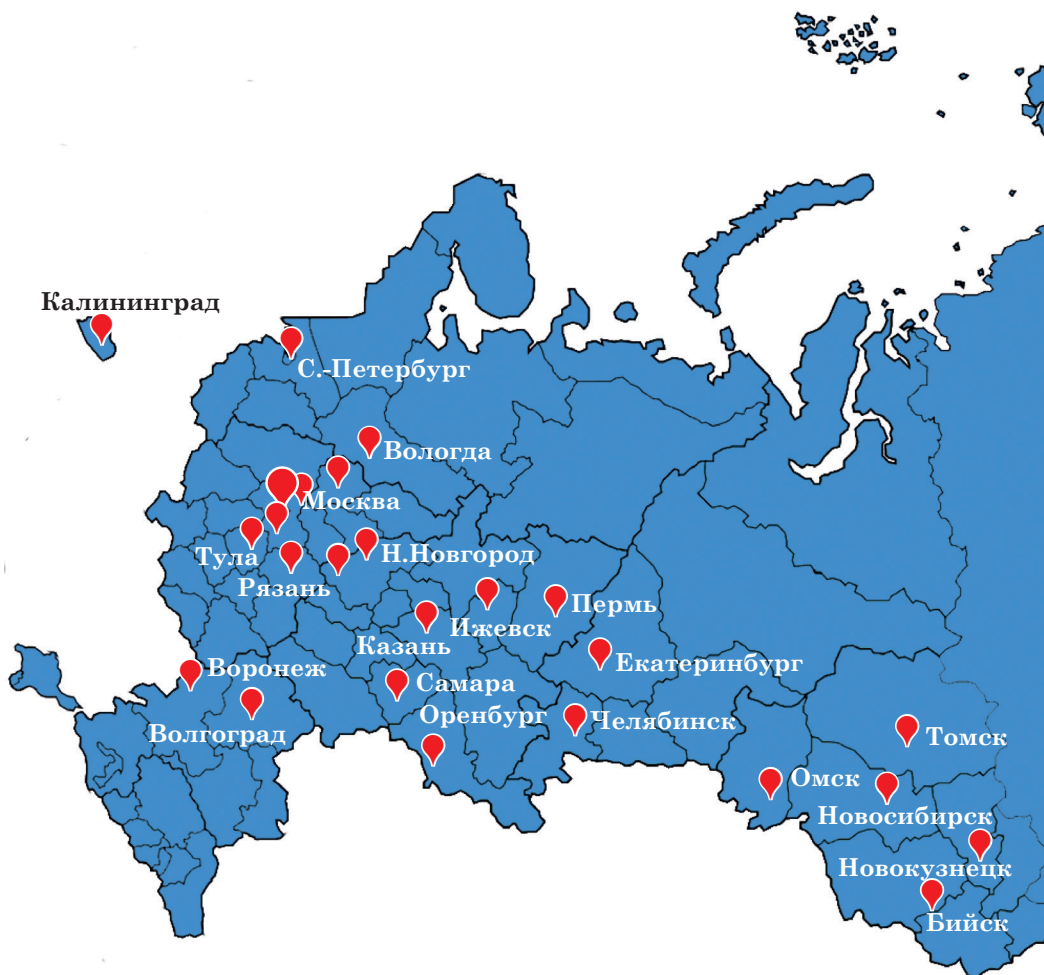 Калининград
С.-Петербург
Вологда
Москва
Тула
Н.Новгород
Рязань
Пермь
Ижевск
Казань
Екатеринбург
Воронеж
Самара
Оренбург
Челябинск
Волгоград
Томск
Омск
Новосибирск
Новокузнецк
Бийск